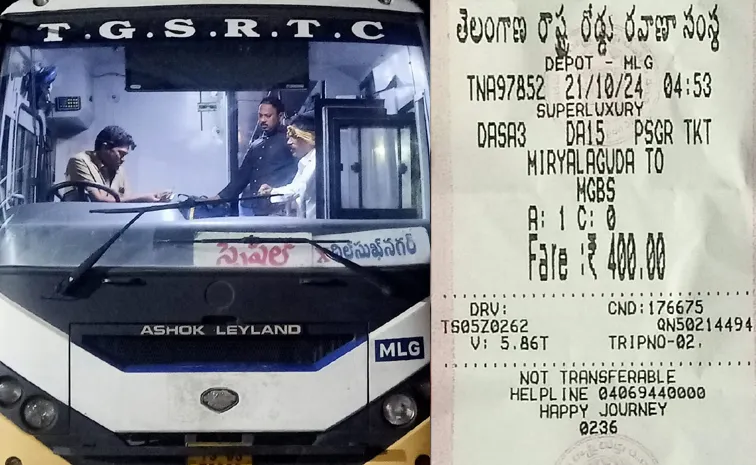 T.G.S.R.T.C
స్పెషల్
దిల్‌సుఖ్‌నగర్
ASHOK LEYLAND
MLG
తెలంగాణ రాష్ట్ర రోడ్డు రవాణా సంస్థ
DEPOT - MLG
TNA97852 21/10/24 04:53
SUPERLUXURY
DASA3 DA15 PSGR TKT
MIRYALAGUDA TO
MGBS
A: 1 C: 0
Fare :₹ 400.00
DRV: CND:176675
TS05Z0262 QN50214494
V: 5.86T TRIPNO-02.
NOT TRANSFERABLE
HELPLINE 04069440000
HAPPY JOURNEY
0236